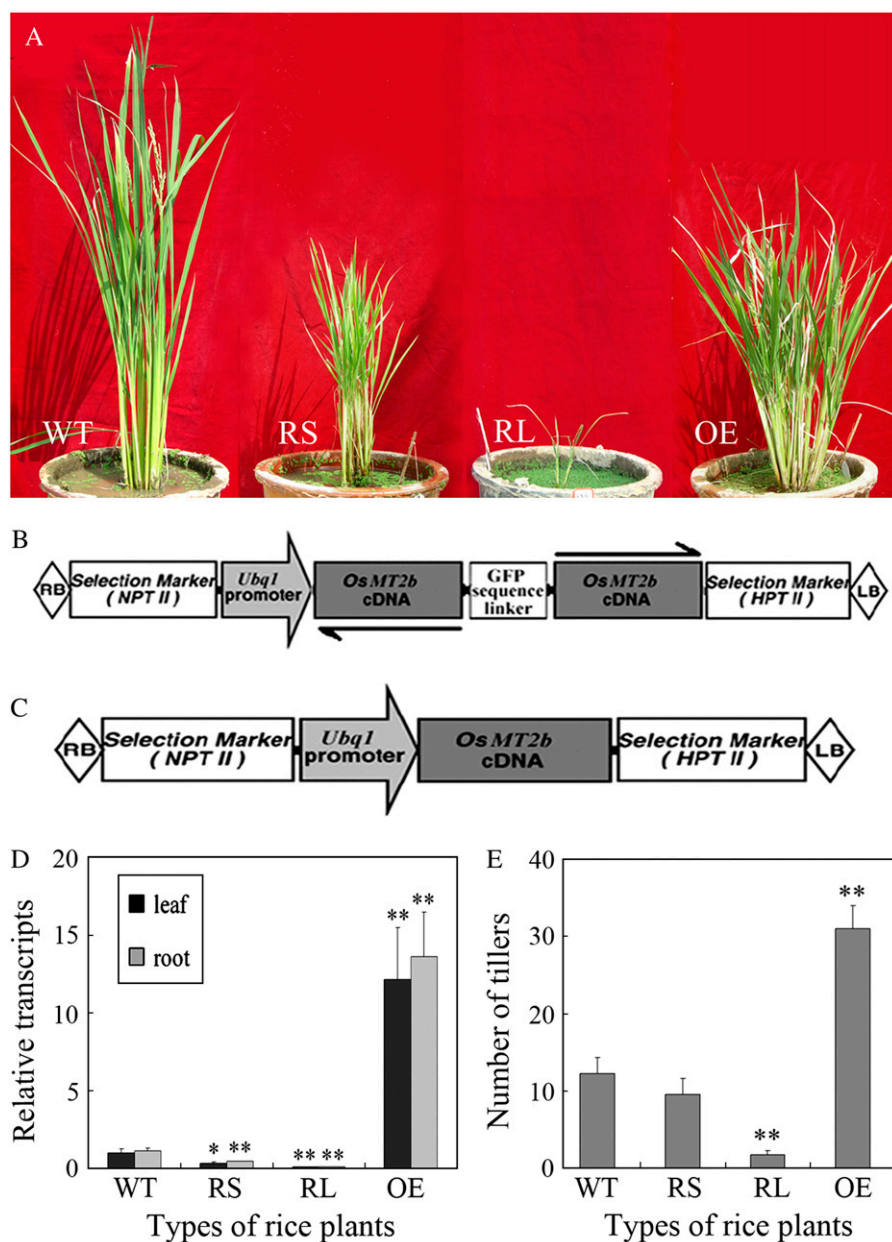 A
WT
RS
RL
OE
B
RB
Selection Marker
( NPT II )
Ubq1
promoter
OsMT2b
cDNA
GFP
sequence
linker
OsMT2b
cDNA
Selection Marker
( HPT II )
LB
C
RB
Selection Marker
( NPT II )
Ubq1
promoter
OsMT2b
cDNA
Selection Marker
( HPT II )
LB
D
Relative transcripts
20
15
10
5
0
leaf
root
* **
** **
** **
WT RS RL OE
Types of rice plants
E
Number of tillers
40
30
20
10
0
**
**
WT RS RL OE
Types of rice plants